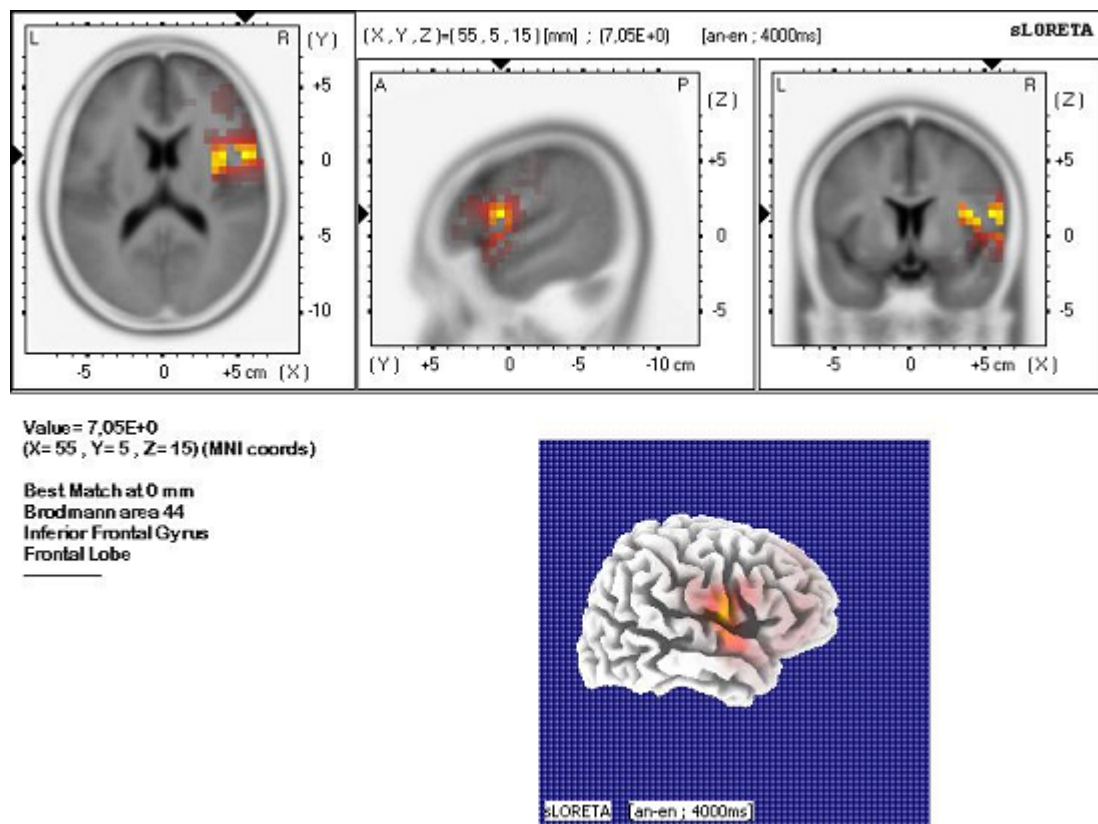 (X, Y, Z)=(55, 5, 15)[mm] ; (7,05E+0) [an-en ; 4000ms] sLORETA
L R (Y)
+5
0
-5
-10
-5 0 +5 cm (X)
A P (Z)
+5
0
-5
(Y) +5 0 -5 -10 cm
L R (Z)
+5
0
-5
-5 0 +5 cm (X)
Value= 7,05E+0
(X= 55 , Y= 5 , Z= 15) (MNI coords)
Best Match at 0 mm
Brodmann area 44
Inferior Frontal Gyrus
Frontal Lobe
sLORETA [an-en ; 4000ms]